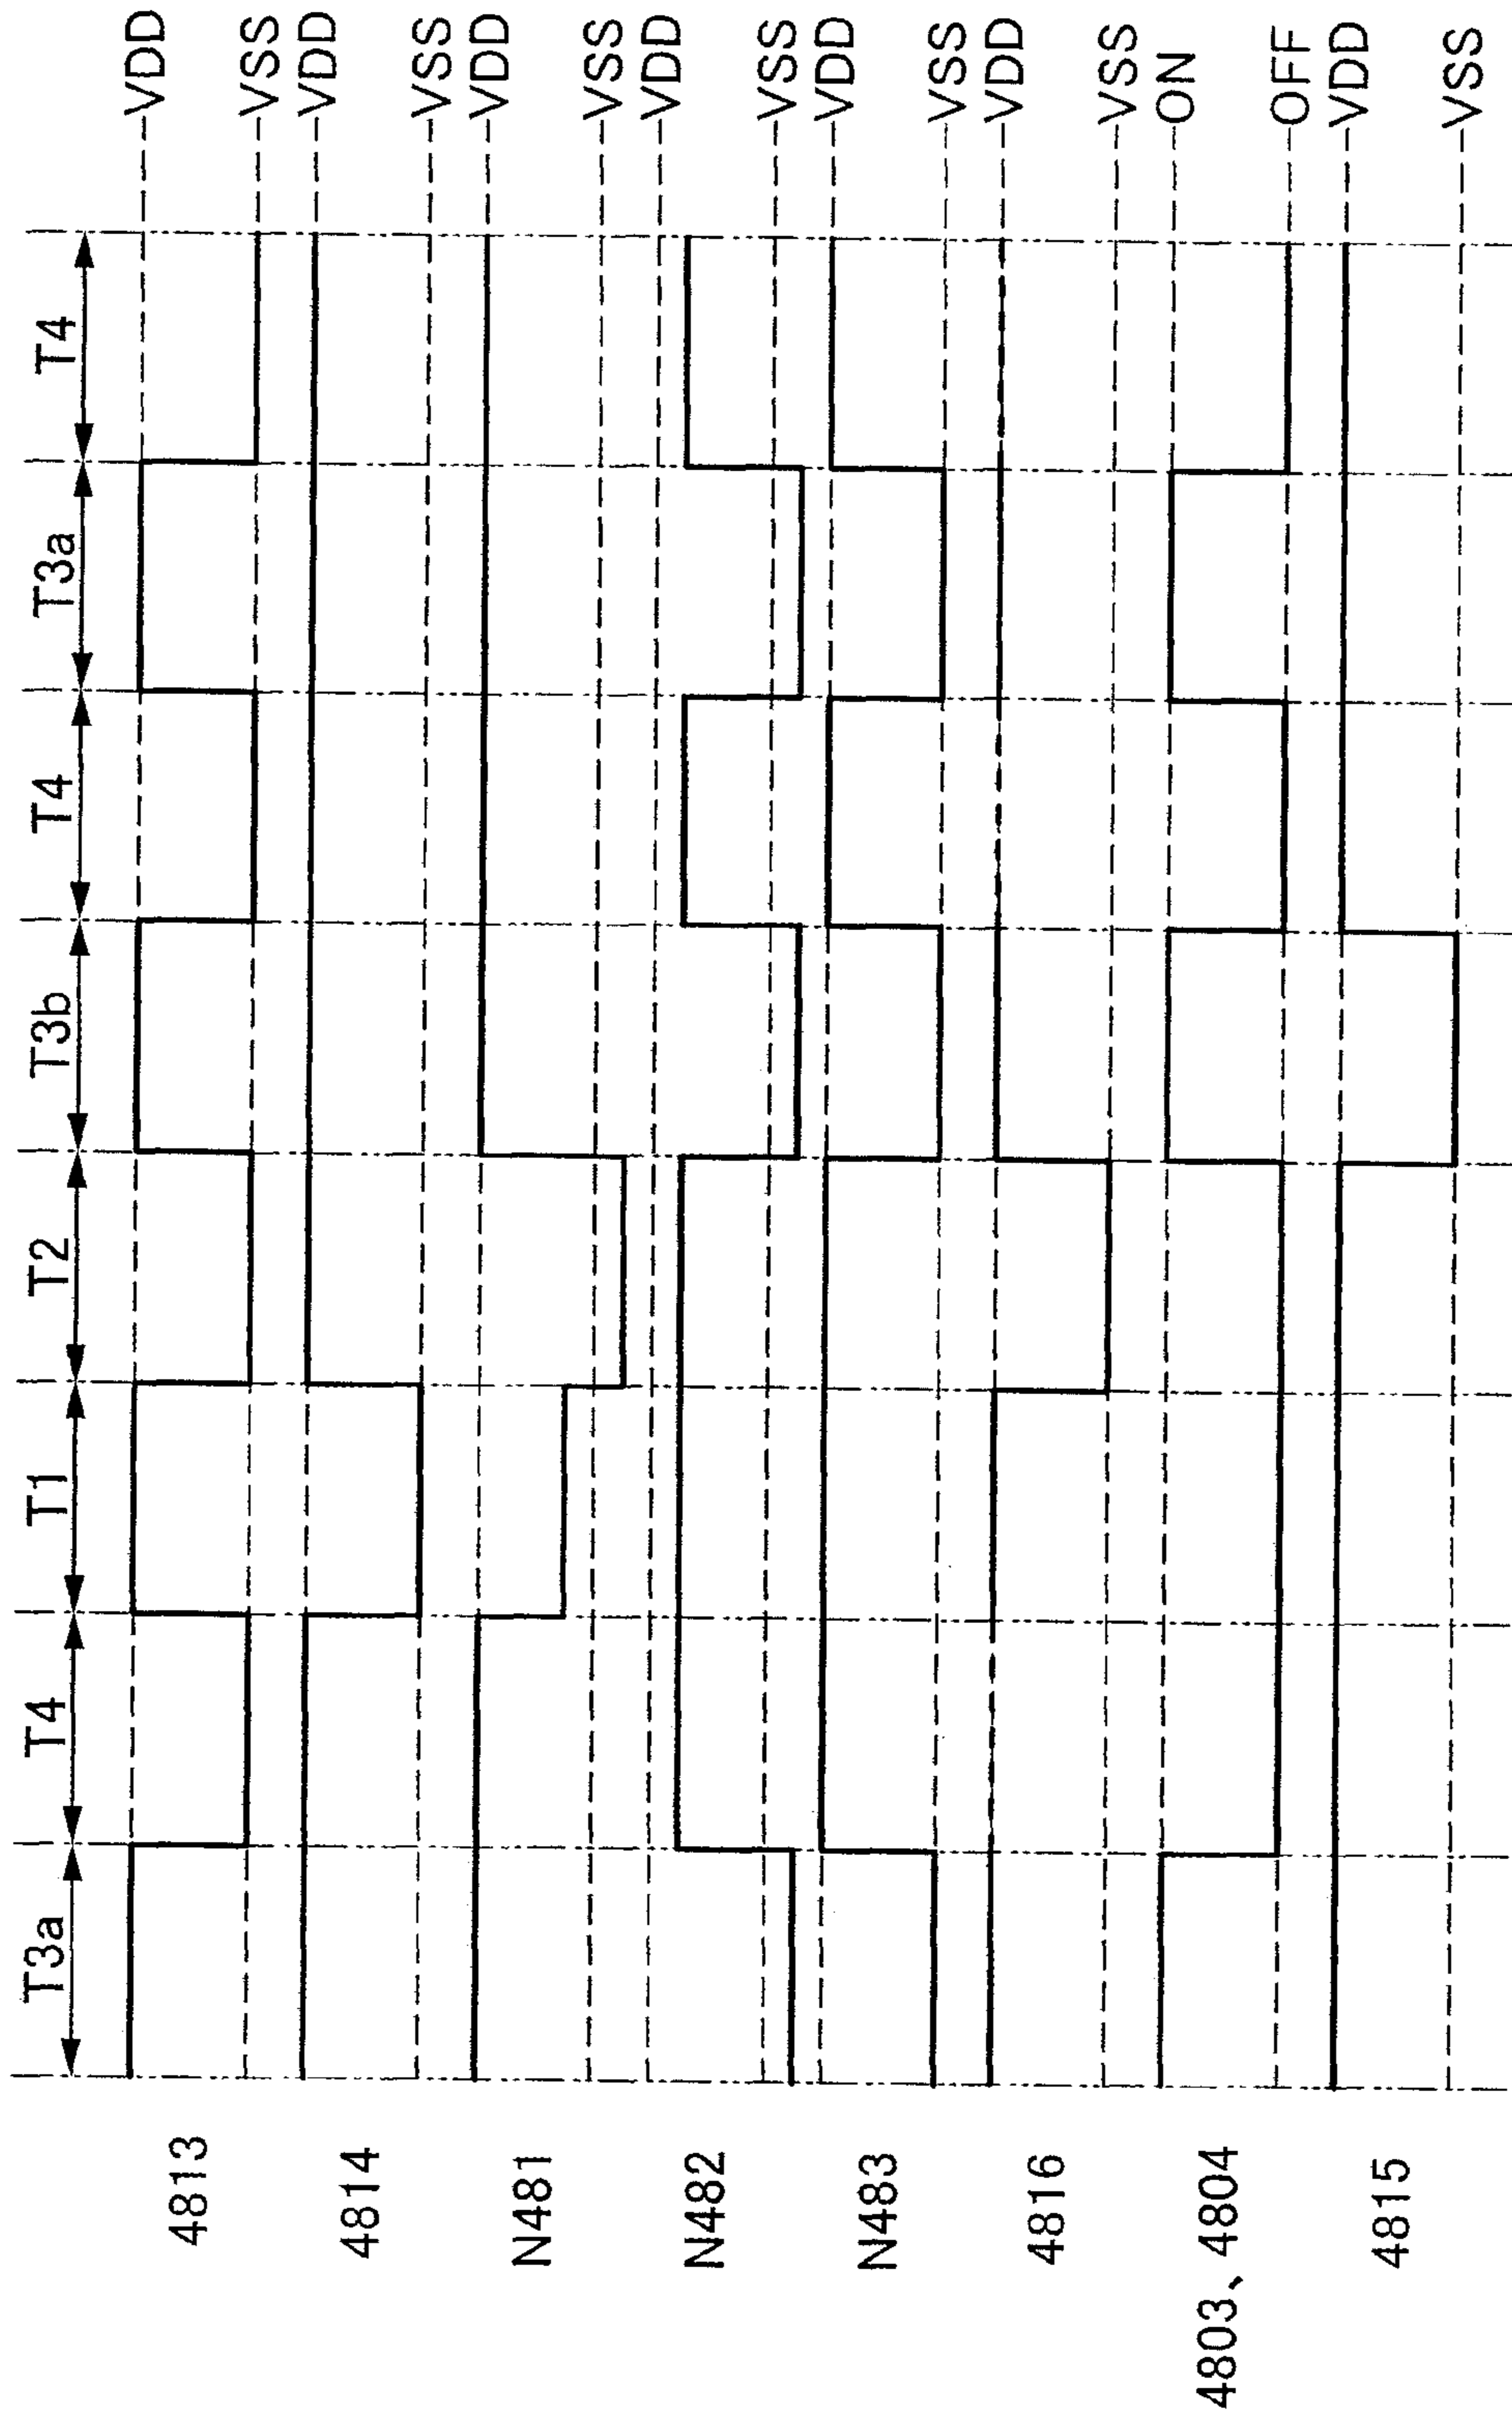 T3a T4 T1 T2 T3b T4 T3a T4
4813 VDD
VSS
4814 VDD
VSS
N481 VDD
VSS
N482 VDD
VSS
N483 VDD
VSS
4816 VDD
VSS
4803、4804 ON
OFF
4815 VDD
VSS